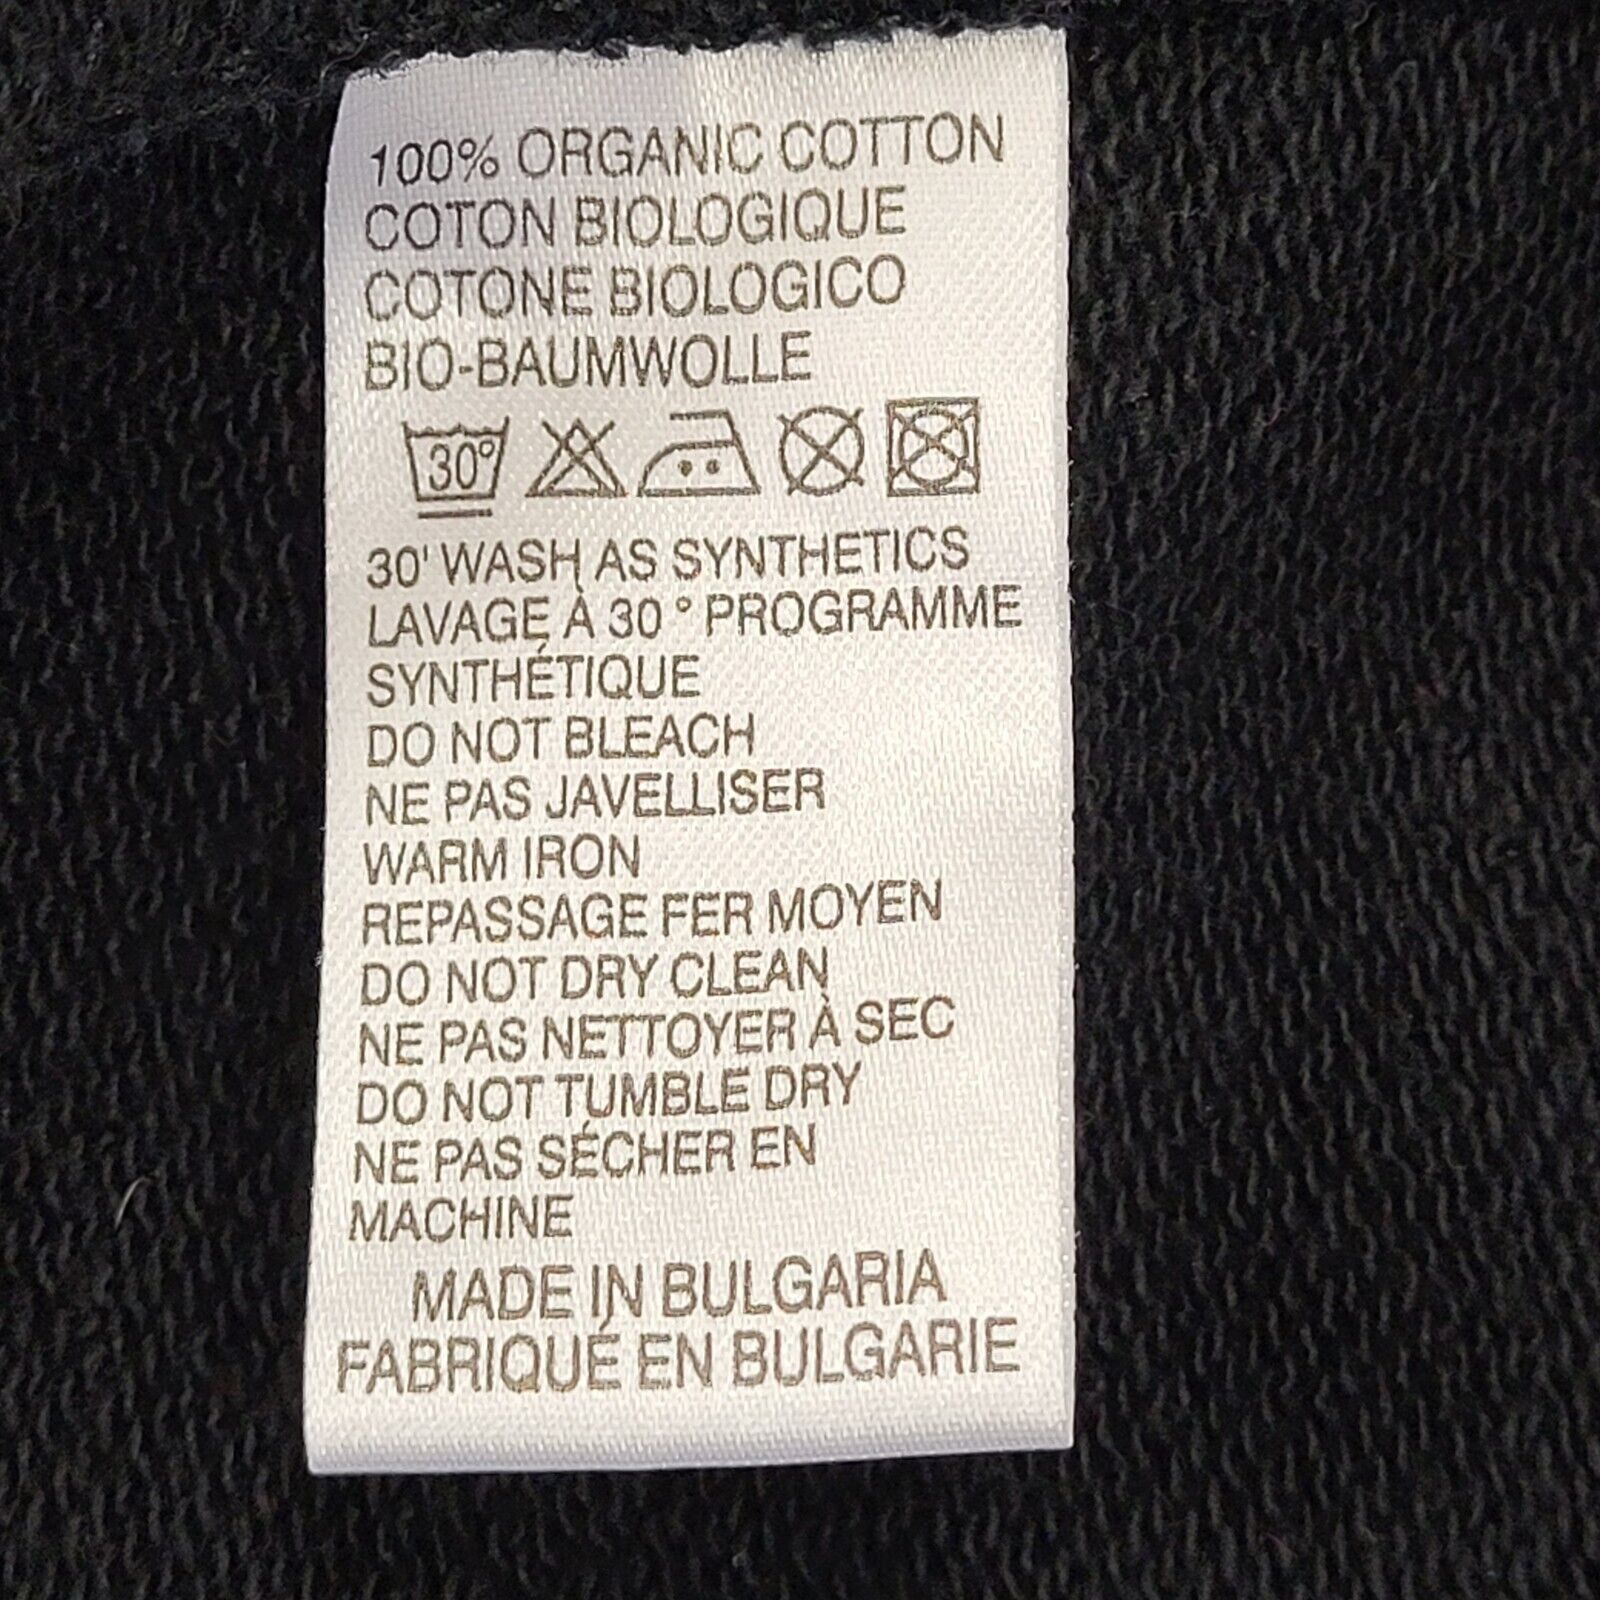 100% ORGANIC COTTON
COTON BIOLOGIQUE
COTONE BIOLOGICO
BIO-BAUMWOLLE
30°
30' WASH AS SYNTHETICS
LAVAGE À 30 ° PROGRAMME
SYNTHÉTIQUE
DO NOT BLEACH
NE PAS JAVELLISER
WARM IRON
REPASSAGE FER MOYEN
DO NOT DRY CLEAN
NE PAS NETTOYER À SEC
DO NOT TUMBLE DRY
NE PAS SÉCHER EN
MACHINE
MADE IN BULGARIA
FABRIQUÉ EN BULGARIE